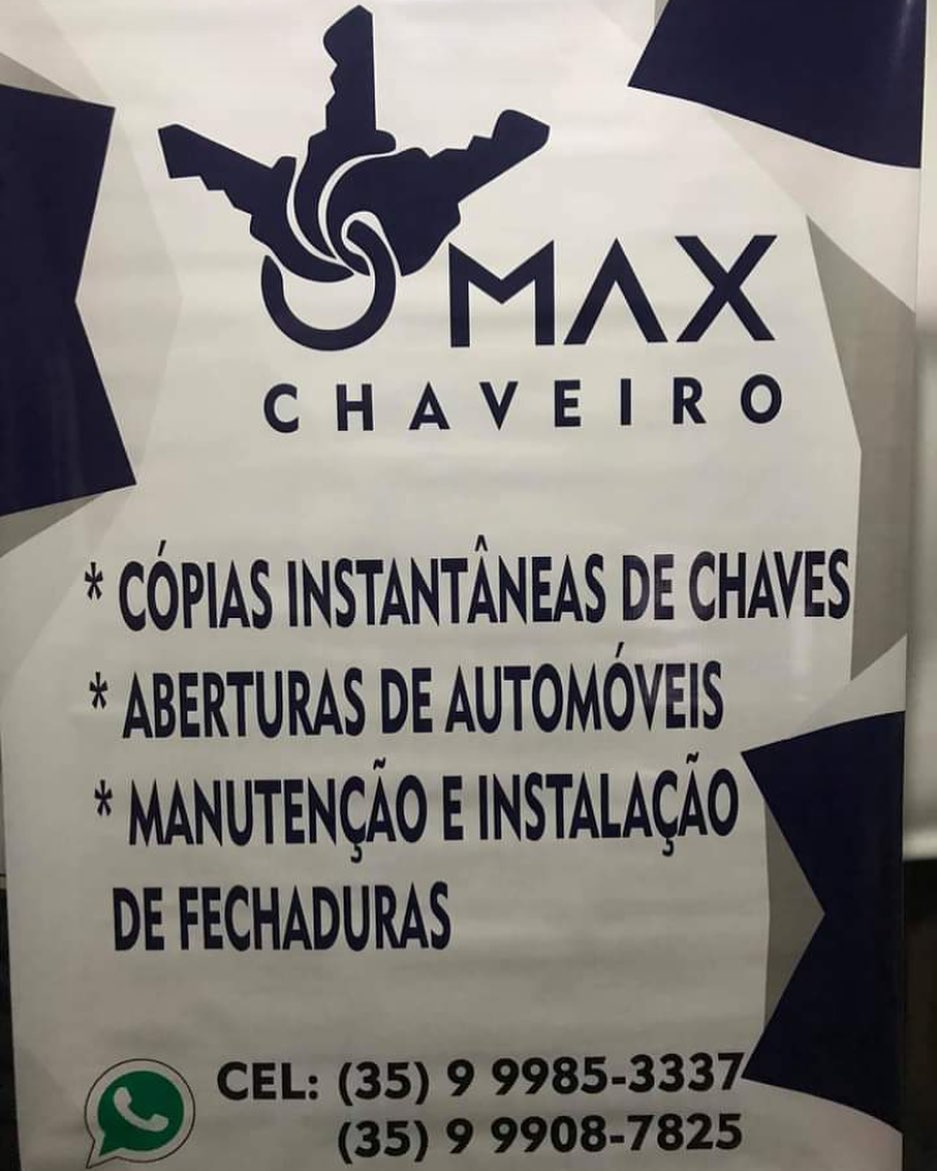 MAX
CHAVEIRO
* CÓPIAS INSTANTÂNEAS DE CHAVES
* ABERTURAS DE AUTOMÓVEIS
* MANUTENÇÃO E INSTALAÇÃO
DE FECHADURAS
CEL: (35) 9 9985-3337
(35) 9 9908-7825